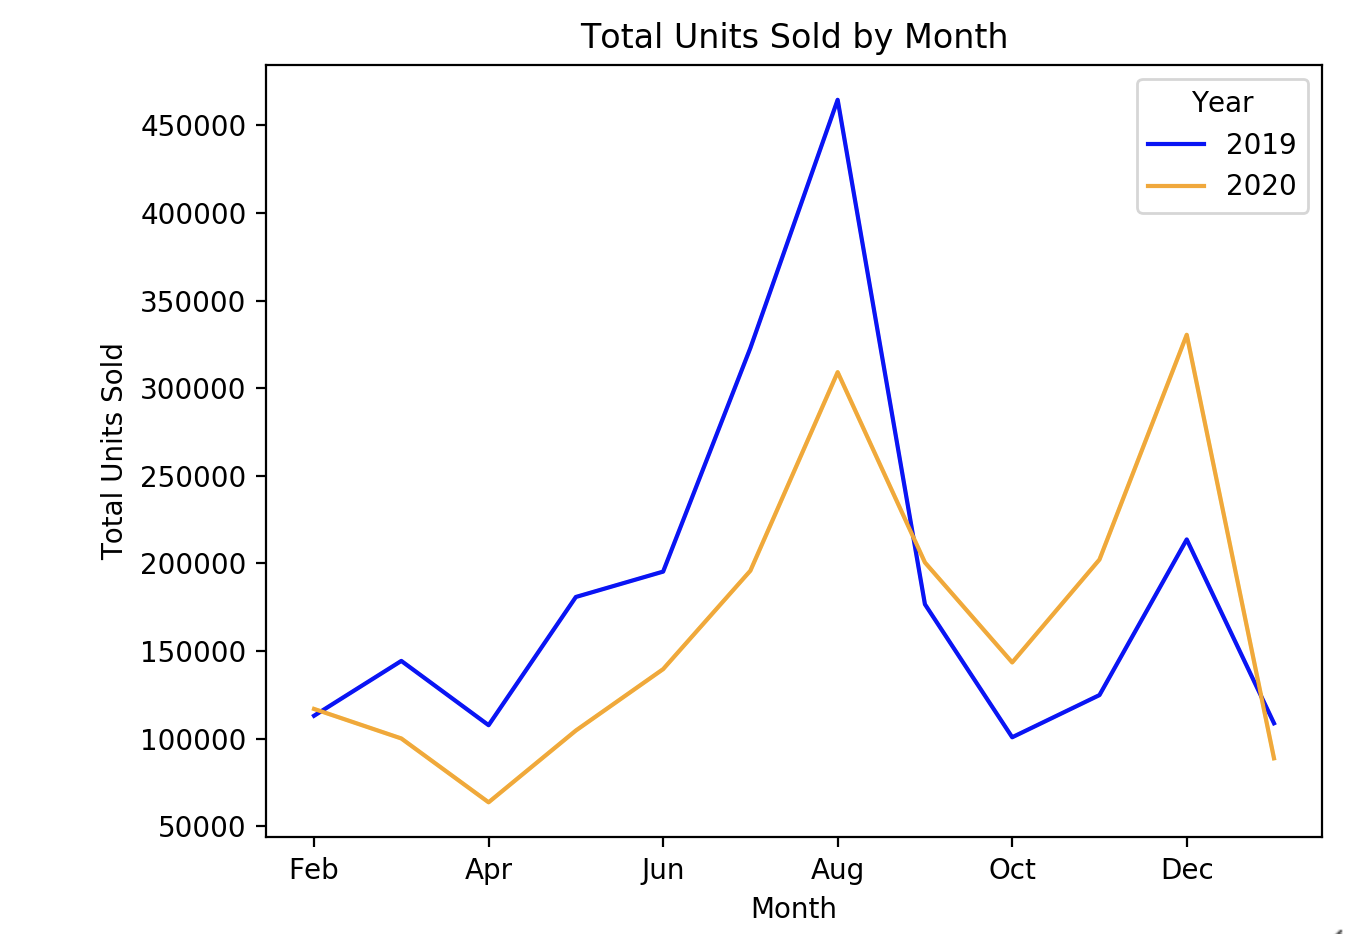 Total Units Sold by Month
Year
2019
2020
450000
400000
350000
300000
250000
200000
150000
100000
50000
Total Units Sold
Feb Apr Jun Aug Oct Dec
Month